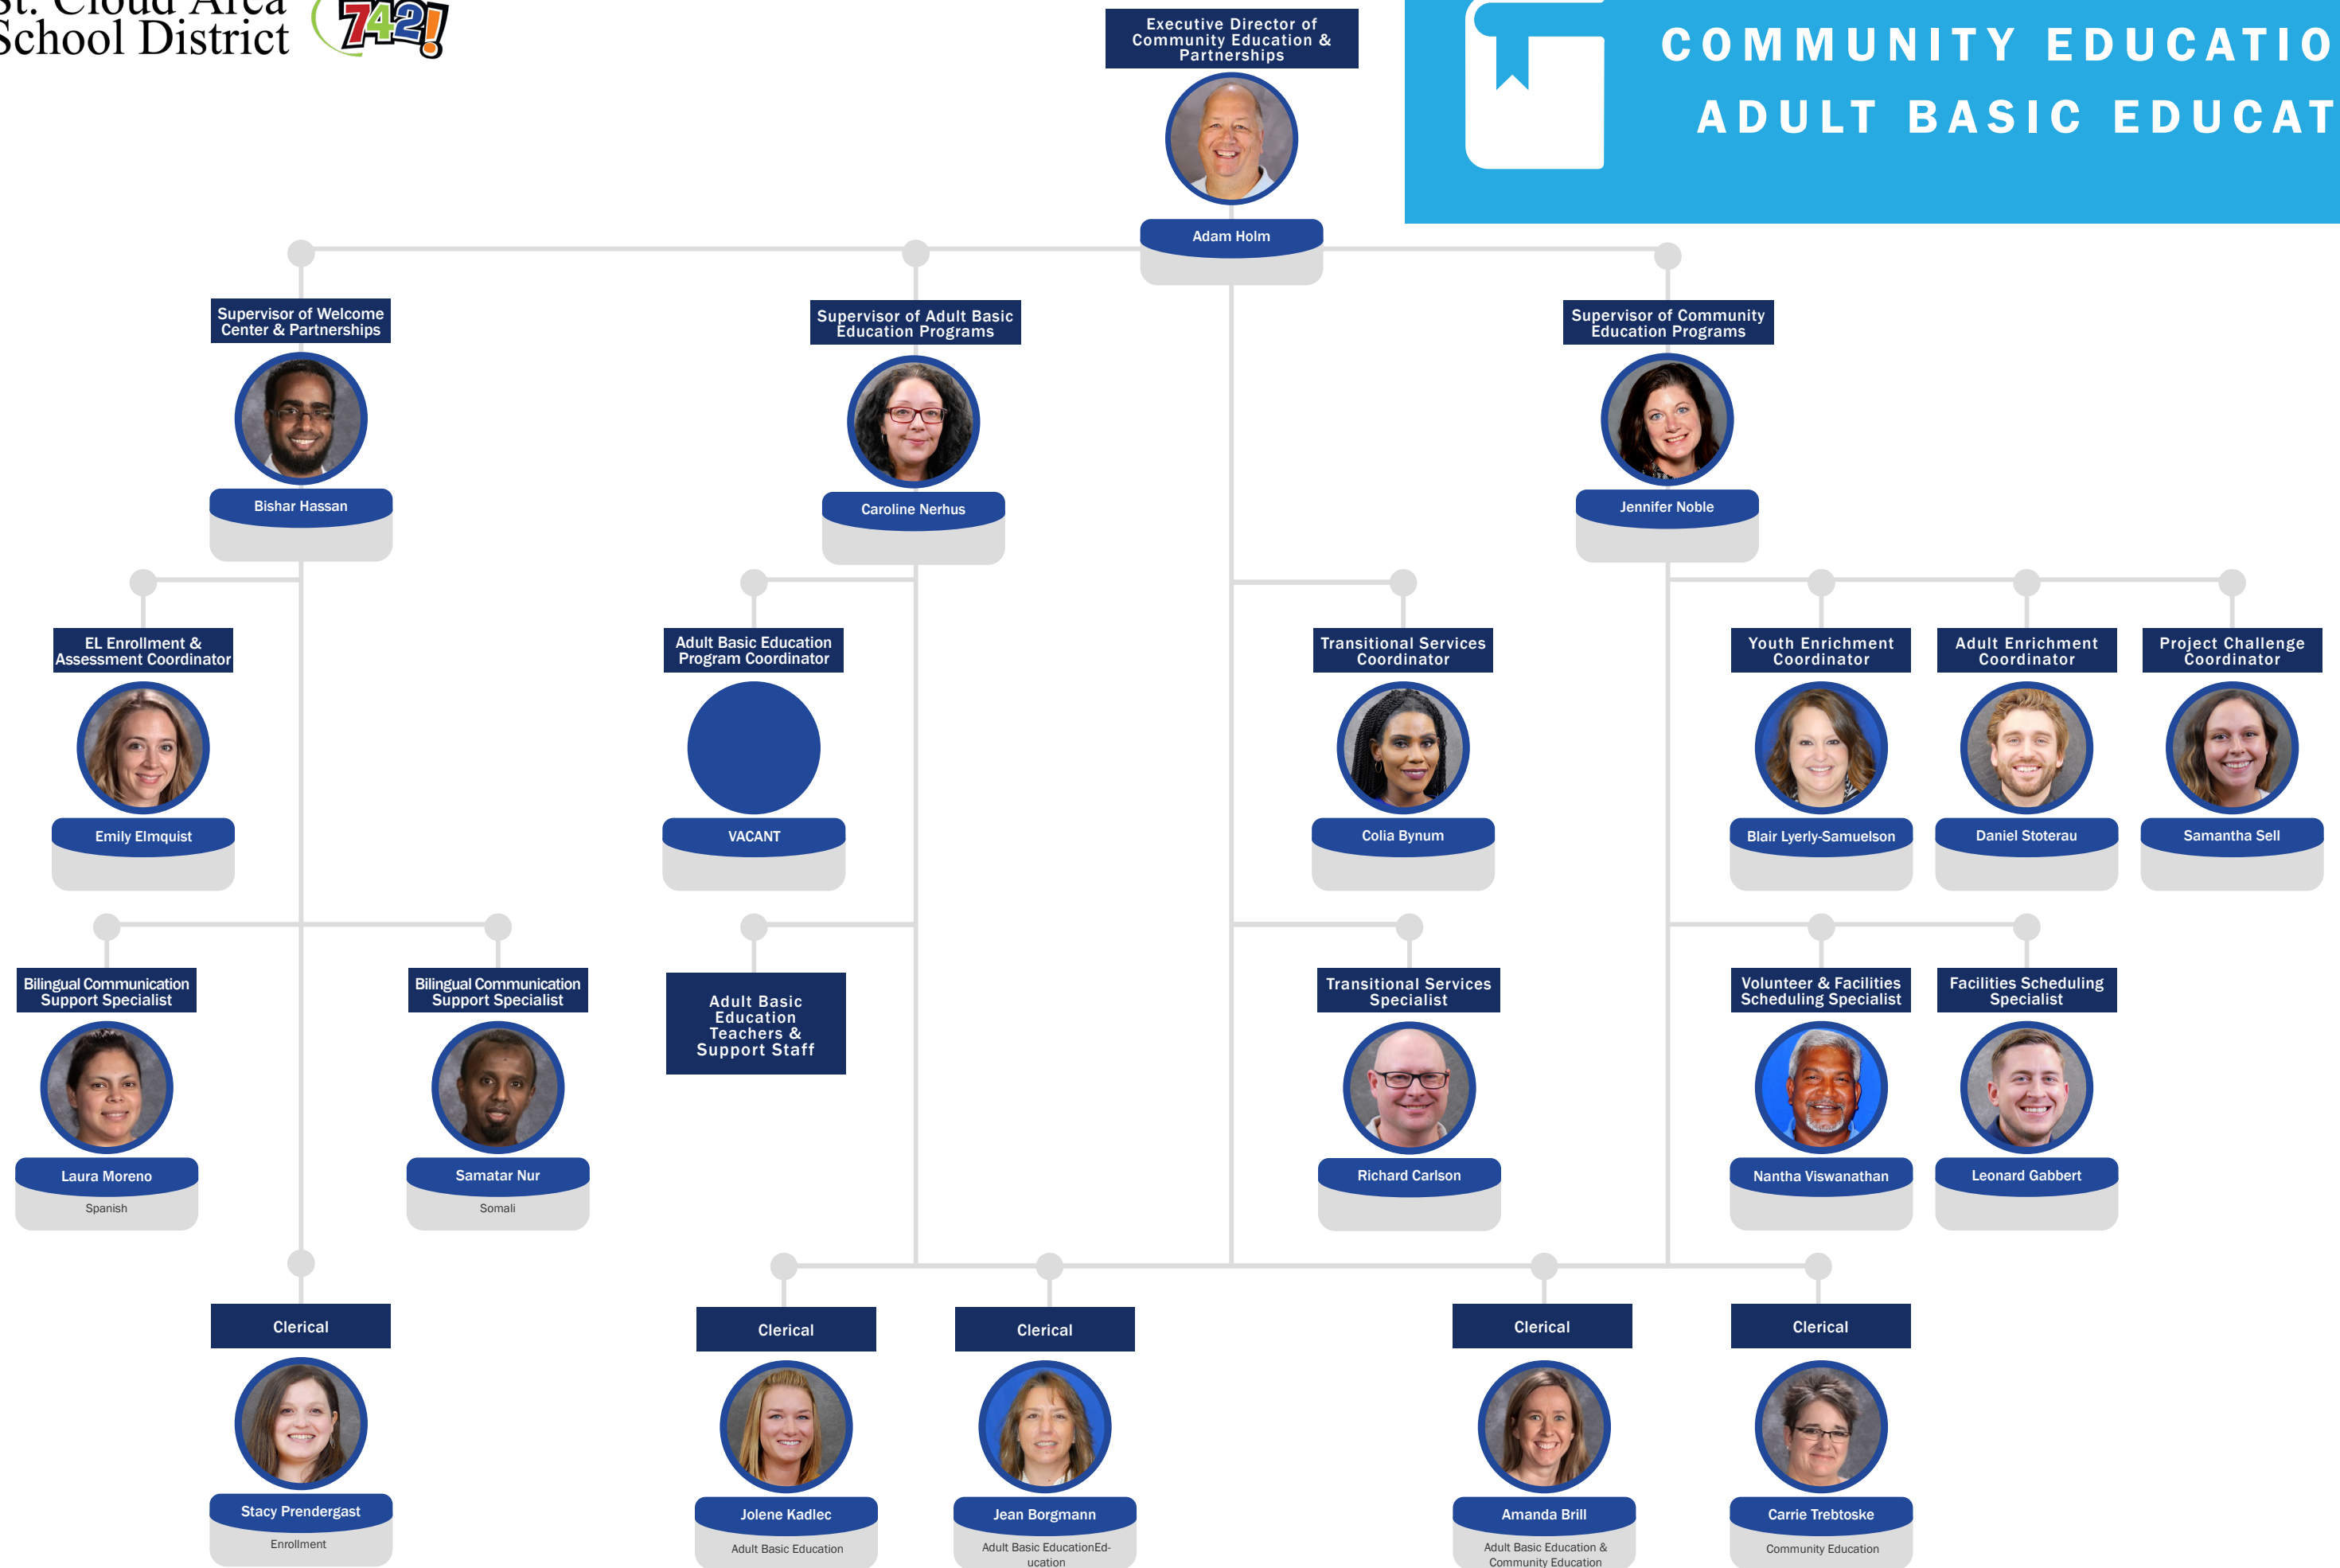 St. Cloud Area
School District
742!
Executive Director of
Community Education &
Partnerships
Adam Holm
COMMUNITY EDUCATIO
ADULT BASIC EDUCAT
Supervisor of Welcome
Center & Partnerships
Bishar Hassan
Supervisor of Adult Basic
Education Programs
Caroline Nerhus
Supervisor of Community
Education Programs
Jennifer Noble
EL Enrollment &
Assessment Coordinator
Emily Elmquist
Adult Basic Education
Program Coordinator
VACANT
Transitional Services
Coordinator
Colia Bynum
Youth Enrichment
Coordinator
Blair Lyerly-Samuelson
Adult Enrichment
Coordinator
Daniel Stoterau
Project Challenge
Coordinator
Samantha Sell
Bilingual Communication
Support Specialist
Laura Moreno
Spanish
Bilingual Communication
Support Specialist
Samatar Nur
Somali
Adult Basic
Education
Teachers &
Support Staff
Transitional Services
Specialist
Richard Carlson
Volunteer & Facilities
Scheduling Specialist
Nantha Viswanathan
Facilities Scheduling
Specialist
Leonard Gabbert
Clerical
Stacy Prendergast
Enrollment
Clerical
Jolene Kadlec
Adult Basic Education
Clerical
Jean Borgmann
Adult Basic EducationEd-
ucation
Clerical
Amanda Brill
Adult Basic Education &
Community Education
Clerical
Carrie Trebtoske
Community Education